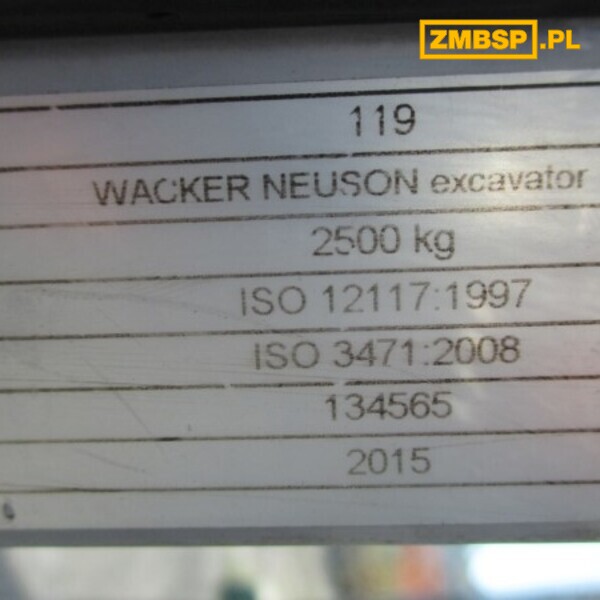 ZMBSP.PL
119
WACKER NEUSON excavator
2500 kg
ISO 12117:1997
ISO 3471:2008
134565
2015